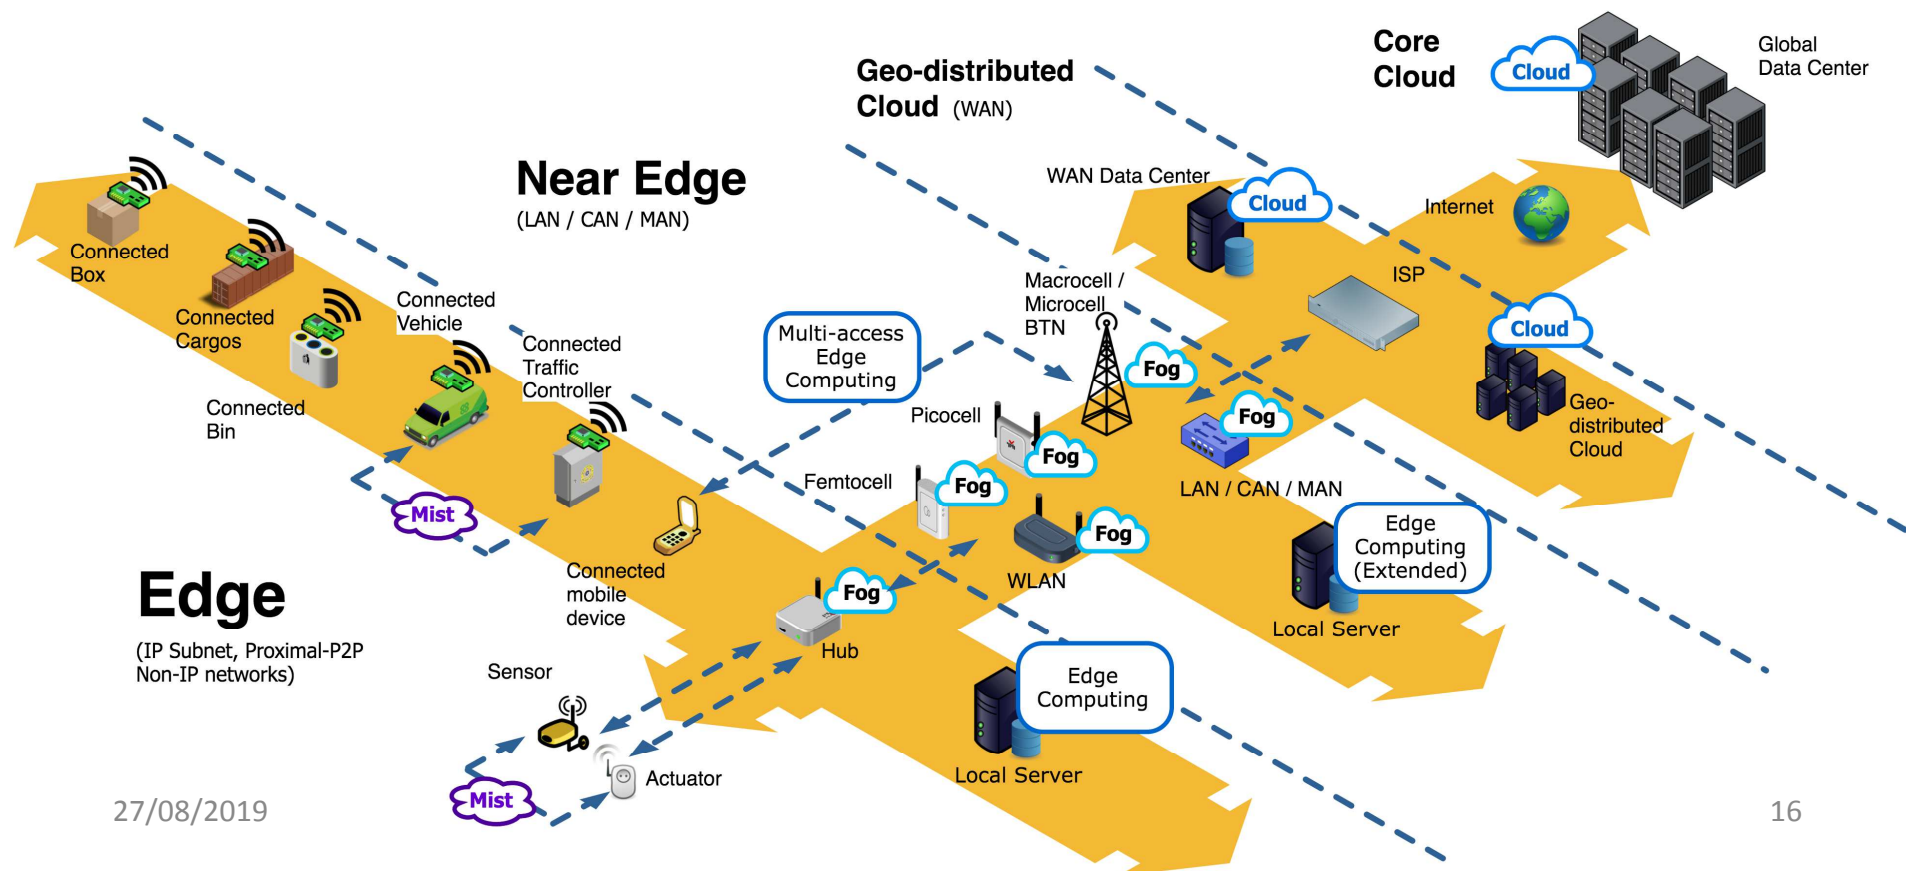 Core
Cloud
Cloud
Global
Data Center
Geo-distributed
Cloud (WAN)
Near Edge
(LAN / CAN / MAN)
WAN Data Center
Cloud
Internet
ISP
Connected
Box
Connected
Cargos
Connected
Vehicle
Connected
Bin
Connected
Traffic
Controller
Multi-access
Edge
Computing
Macrocell /
Microcell
BTN
Fog
Cloud
Geo-
distributed
Cloud
Picocell
Fog
Fog
LAN / CAN / MAN
Femtocell
Fog
Mist
Fog
WLAN
Edge
Computing
(Extended)
Local Server
Edge
(IP Subnet, Proximal-P2P
Non-IP networks)
Connected
mobile
device
Fog
Hub
Sensor
Actuator
Mist
Edge
Computing
Local Server
27/08/2019
16